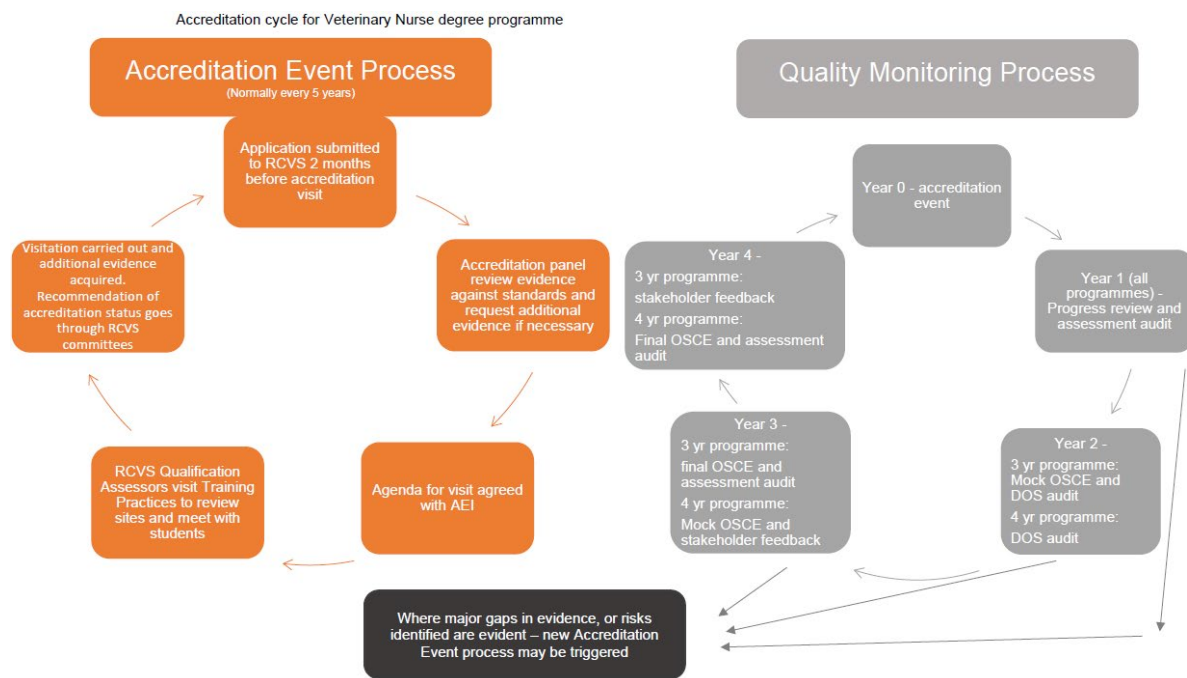 Accreditation cycle for Veterinary Nurse degree programme
Accreditation Event Process
(Normally every 5 years)
Application submitted
to RCVS 2 months
before accreditation
visit
Accreditation panel
review evidence
against standards and
request additional
evidence if necessary
Agenda for visit agreed
with AEI
RCVS Qualification
Assessors visit Training
Practices to review
sites and meet with
students
Visitation carried out and
additional evidence
acquired.
Recommendation of
accreditation status goes
through RCVS
committees
Quality Monitoring Process
Year 0 - accreditation
event
Year 1 (all
programmes) -
Progress review and
assessment audit
Year 2 -
3 yr programme:
Mock OSCE and
DOS audit
4 yr programme:
DOS audit
Year 3 -
3 yr programme:
final OSCE and
assessment audit
4 yr programme:
Mock OSCE and
stakeholder feedback
Year 4 -
3 yr programme:
stakeholder feedback
4 yr programme:
Final OSCE and assessment
audit
Where major gaps in evidence, or risks
identified are evident – new Accreditation
Event process may be triggered